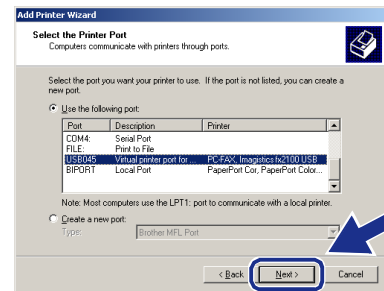 Add Printer Wizard
Select the Printer Port
Computers communicate with printers through ports.
Select the port you want your printer to use. If the port is not listed, you can create a
new port.
Use the following port:
Port Description Printer
COM4: Serial Port
FILE: Print to File
USB045 Virtual printer port for ... PC-FAX, Imagistics fx2100 USB
BIPORT Local Port PaperPort Cor, PaperPort Color...
Note: Most computers use the LPT1: port to communicate with a local printer.
Create a new port:
Type: Brother MFL Port
< Back Next > Cancel